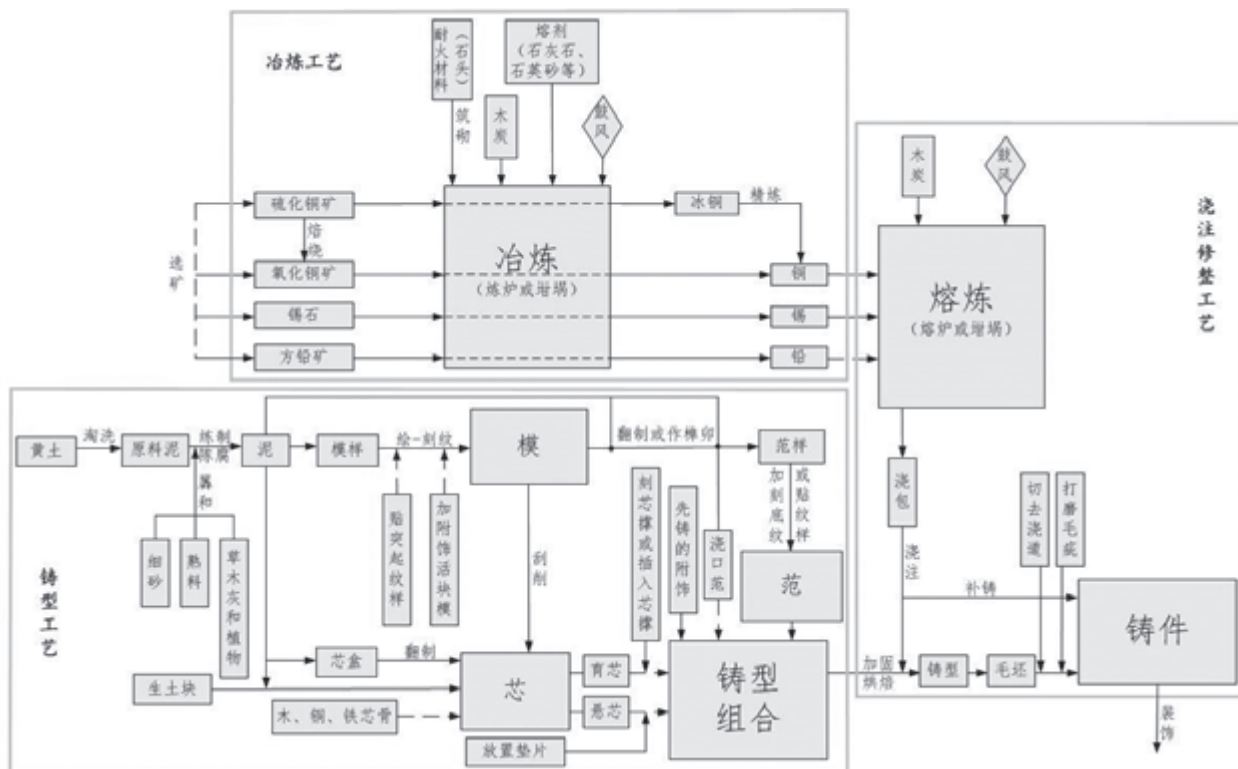 冶炼工艺
耐火材料（石头）
熔剂
（石灰石、
石英砂等）
筑砌
木炭
鼓风
选矿
硫化铜矿
焙烧
氧化铜矿
锡石
方铅矿
冶炼
（炼炉或坩埚）
冰铜
精炼
铜
锡
铅
浇注修整工艺
木炭
鼓风
熔炼
（熔炉或坩埚）
浇包
浇注
切去浇道
打磨毛疵
补铸
铸件
加固
烘焙
铸型
毛坯
装饰
铸型工艺
黄土
淘洗
原料泥
练制
陈腐
羼和
细砂
熟料
草木灰和植物
泥
模样
绘-刻纹
贴突起纹样
加附饰活块模
模
翻制或作榫卯
范样
加刻底纹
或贴纹样
范
刮削
刻芯撑或插入芯撑
先铸的附饰
浇口范
芯盒
翻制
生土块
木、铜、铁芯骨
芯
盲芯
悬芯
放置垫片
铸型
组合